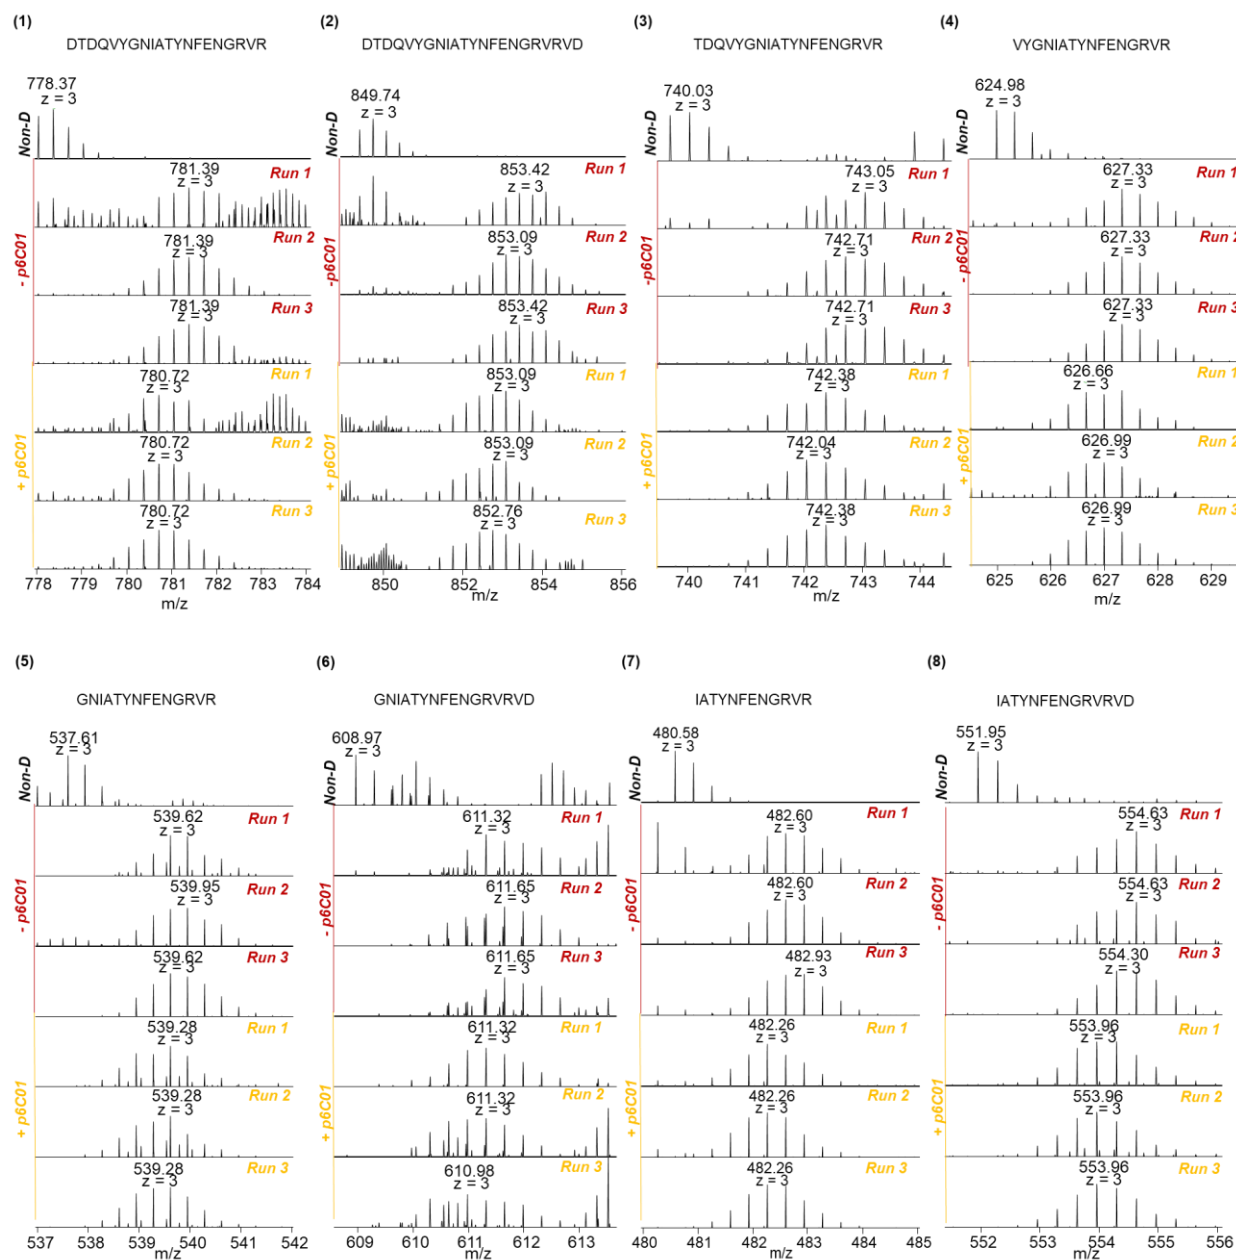 (1)
DTDQVYGNIATYNFENGRVR
Non-D
778.37
z = 3
- p6C01
781.39
z = 3
Run 1
781.39
z = 3
Run 2
781.39
z = 3
Run 3
+ p6C01
780.72
z = 3
Run 1
780.72
z = 3
Run 2
780.72
z = 3
Run 3
778 779 780 781 782 783 784
m/z
(2)
DTDQVYGNIATYNFENGRVRVD
Non-D
849.74
z = 3
-p6C01
853.42
z = 3
Run 1
853.09
z = 3
Run 2
853.42
z = 3
Run 3
+ p6C01
853.09
z = 3
Run 1
853.09
z = 3
Run 2
852.76
z = 3
Run 3
850 852 854 856
m/z
(3)
TDQVYGNIATYNFENGRVR
Non-D
740.03
z = 3
-p6C01
743.05
z = 3
Run 1
742.71
z = 3
Run 2
742.71
z = 3
Run 3
+ p6C01
742.38
z = 3
Run 1
742.04
z = 3
Run 2
742.38
z = 3
Run 3
740 741 742 743 744
m/z
(4)
VYGNIATYNFENGRVR
Non-D
624.98
z = 3
- p6C01
627.33
z = 3
Run 1
627.33
z = 3
Run 2
627.33
z = 3
Run 3
+ p6C01
626.66
z = 3
Run 1
626.99
z = 3
Run 2
626.99
z = 3
Run 3
625 626 627 628 629
m/z
(5)
GNIATYNFENGRVR
Non-D
537.61
z = 3
- p6C01
539.62
z = 3
Run 1
539.95
z = 3
Run 2
539.62
z = 3
Run 3
+ p6C01
539.28
z = 3
Run 1
539.28
z = 3
Run 2
539.28
z = 3
Run 3
537 538 539 540 541 542
m/z
(6)
GNIATYNFENGRVRVD
Non-D
608.97
z = 3
- p6C01
611.32
z = 3
Run 1
611.65
z = 3
Run 2
611.65
z = 3
Run 3
+ p6C01
611.32
z = 3
Run 1
611.32
z = 3
Run 2
610.98
z = 3
Run 3
609 610 611 612 613
m/z
(7)
IATYNFENGRVR
Non-D
480.58
z = 3
- p6C01
482.60
z = 3
Run 1
482.60
z = 3
Run 2
482.93
z = 3
Run 3
+ p6C01
482.26
z = 3
Run 1
482.26
z = 3
Run 2
482.26
z = 3
Run 3
480 481 482 483 484 485
m/z
(8)
IATYNFENGRVRVD
Non-D
551.95
z = 3
- p6C01
554.63
z = 3
Run 1
554.63
z = 3
Run 2
554.30
z = 3
Run 3
+ p6C01
553.96
z = 3
Run 1
553.96
z = 3
Run 2
553.96
z = 3
Run 3
552 553 554 555 556
m/z